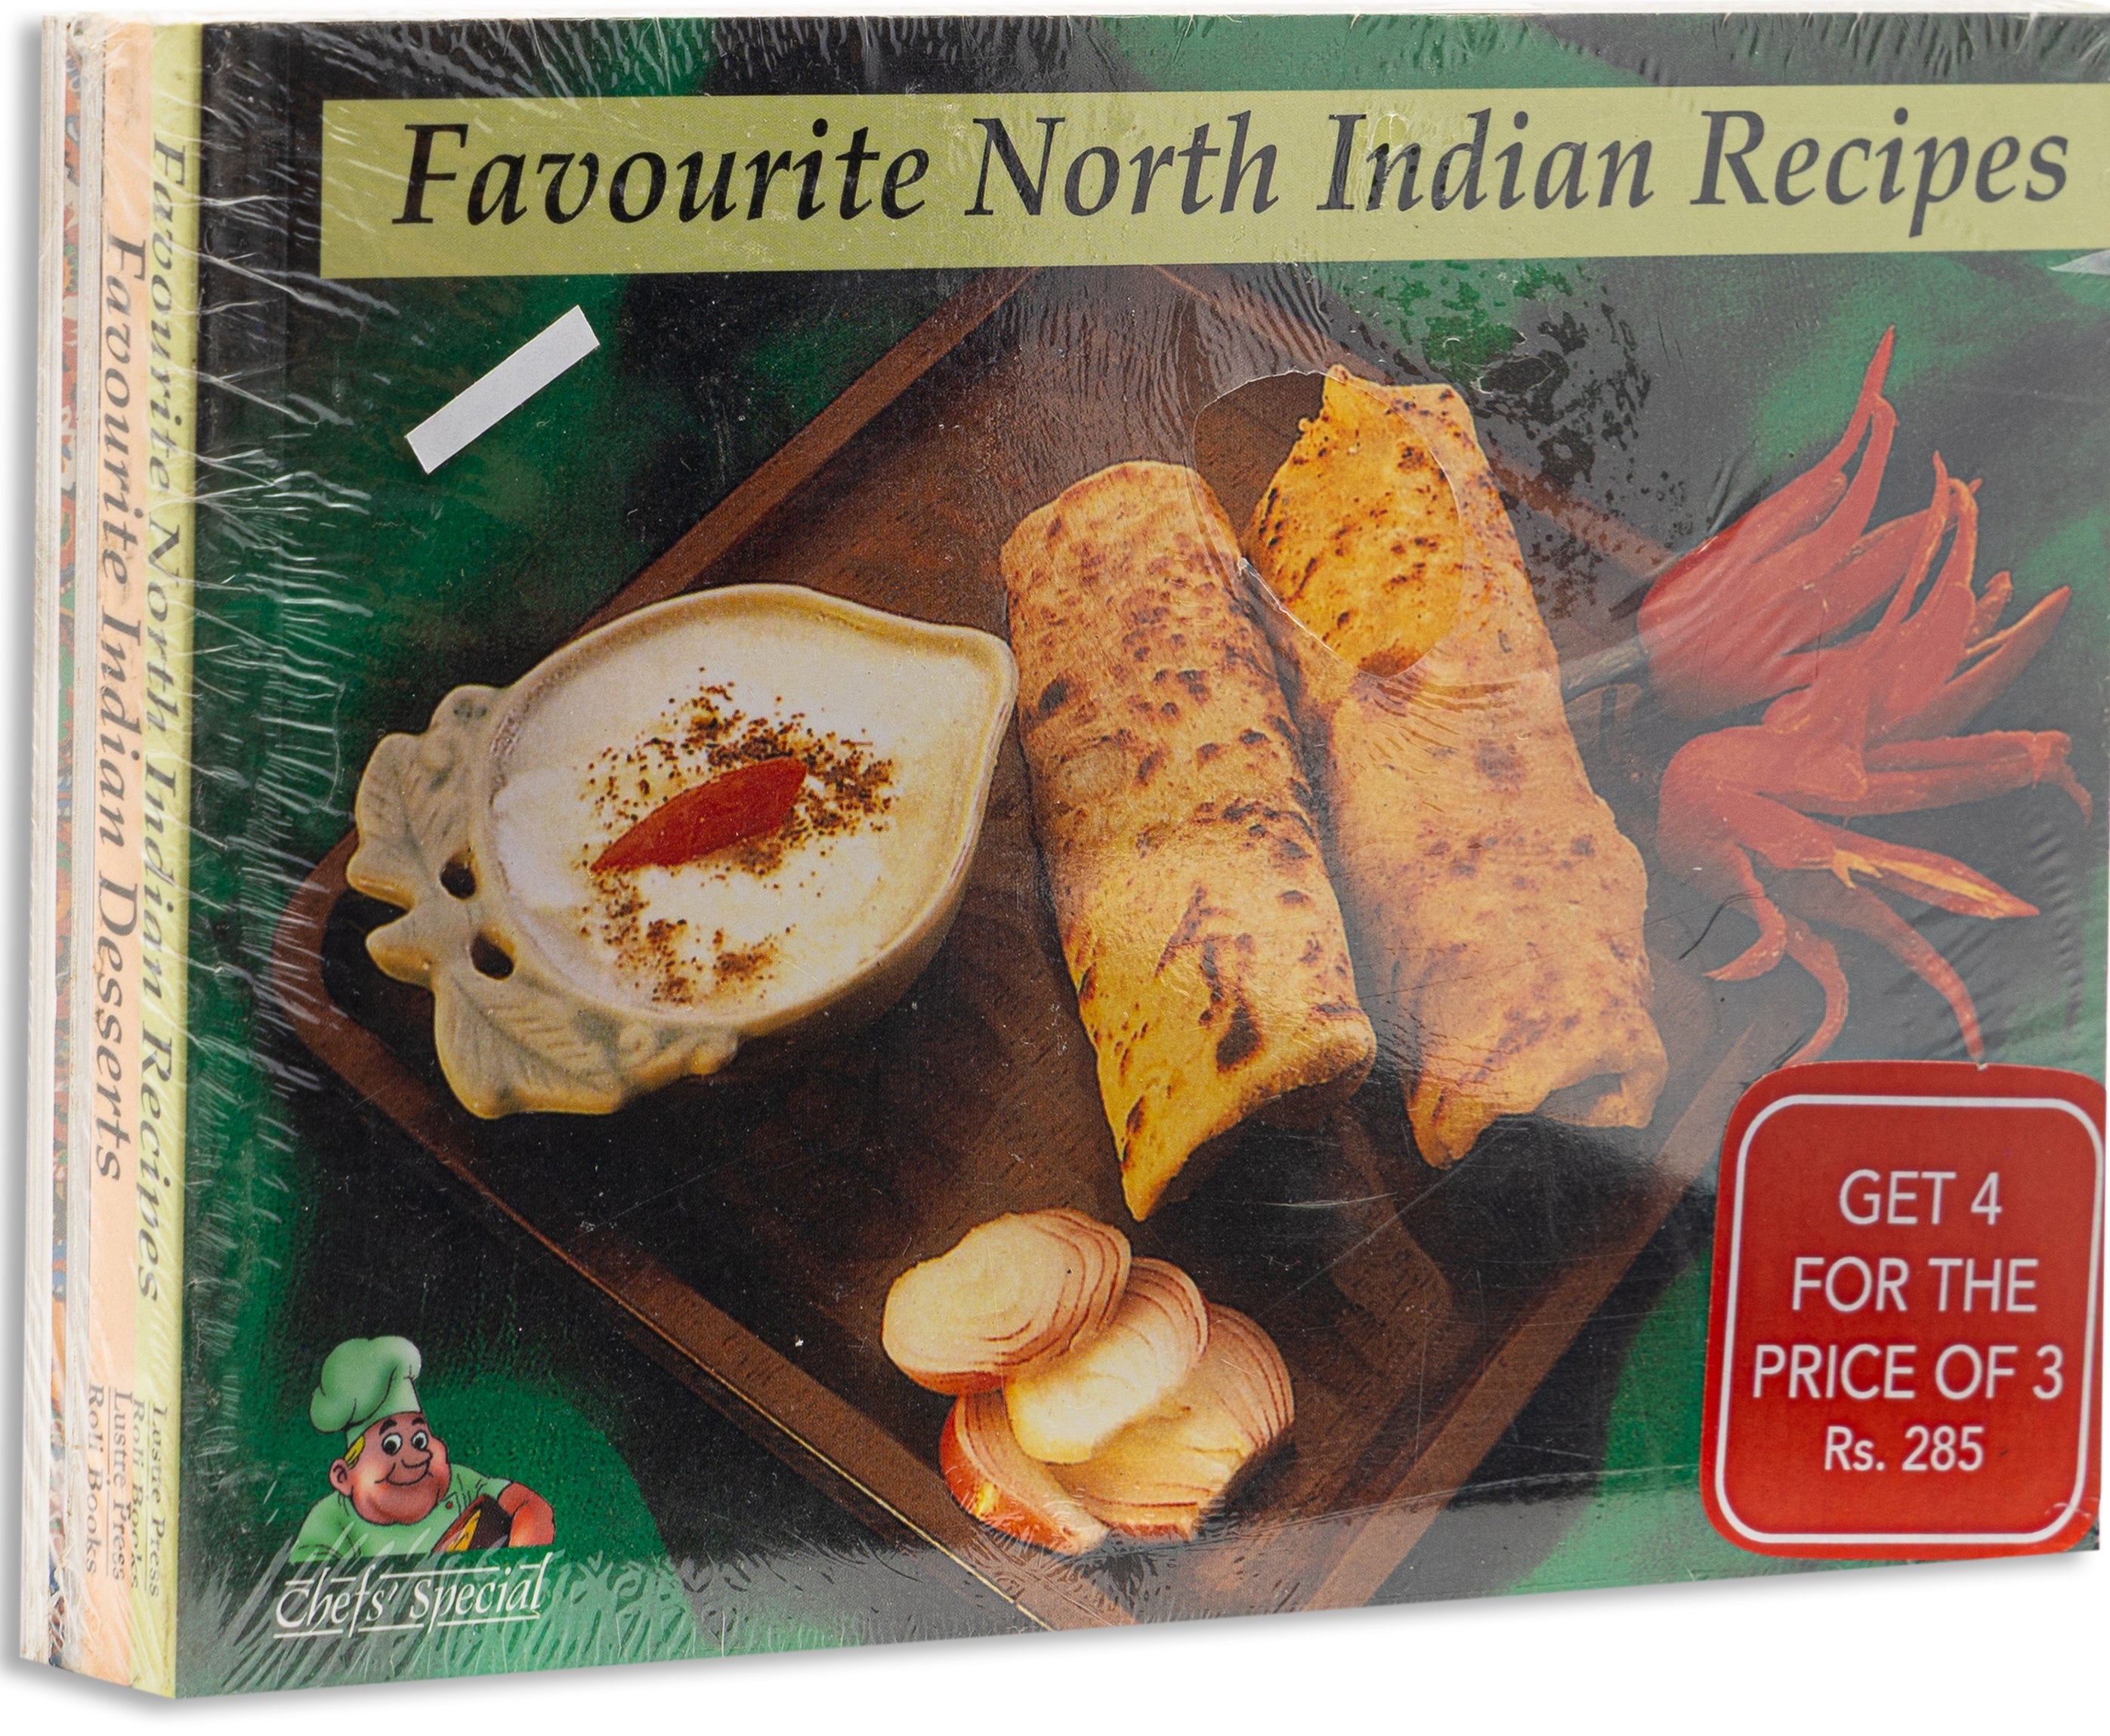 Favourite North Indian Recipes
GET 4
FOR THE
PRICE OF 3
Rs. 285
Chefs' Special
Favourite North Indian Recipes
Lustre Press
Roli Books
Favourite Indian Desserts
Lustre Press
Roli Books